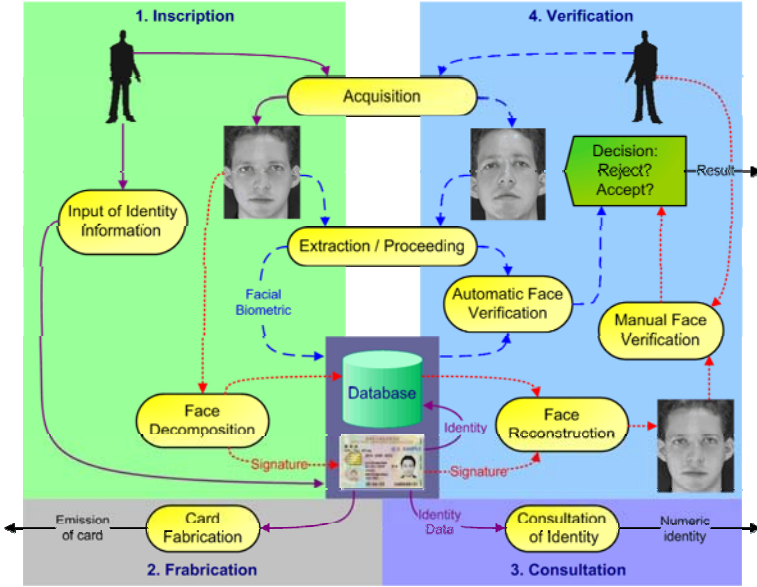 1. Inscription
4. Verification
Acquisition
Decision:
Reject?
Accept?
Result
Input of Identity
Information
Extraction / Proceeding
Facial
Biometric
Automatic Face
Verification
Manual Face
Verification
Database
Face
Decomposition
Identity
Face
Reconstruction
Signature
Signature
Emission
of card
Card
Fabrication
Identity
Data
Consultation
of Identity
Numeric
identity
2. Frabrication
3. Consultation